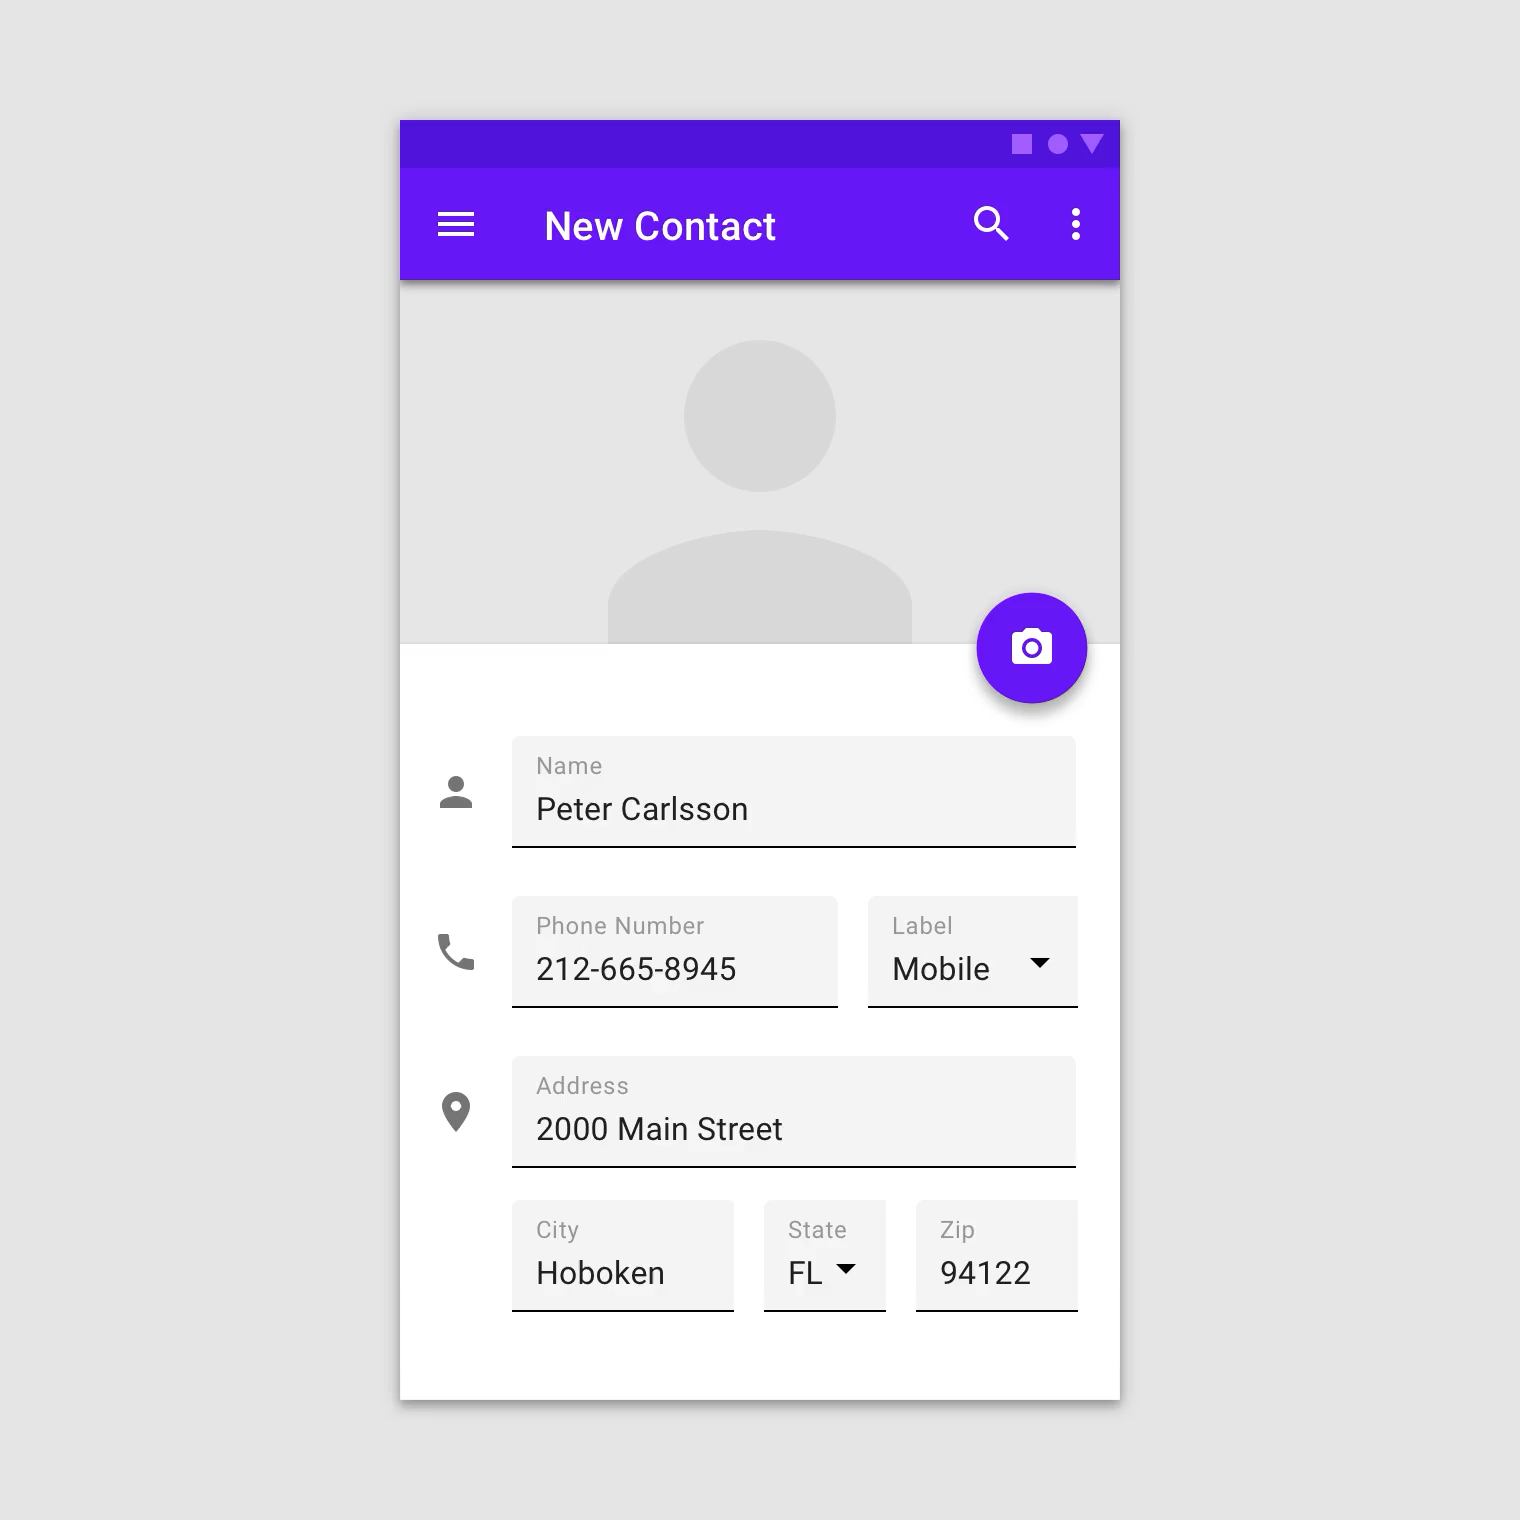 New Contact
Name
Peter Carlsson
Phone Number
212-665-8945
Label
Mobile
Address
2000 Main Street
City
Hoboken
State
FL
Zip
94122